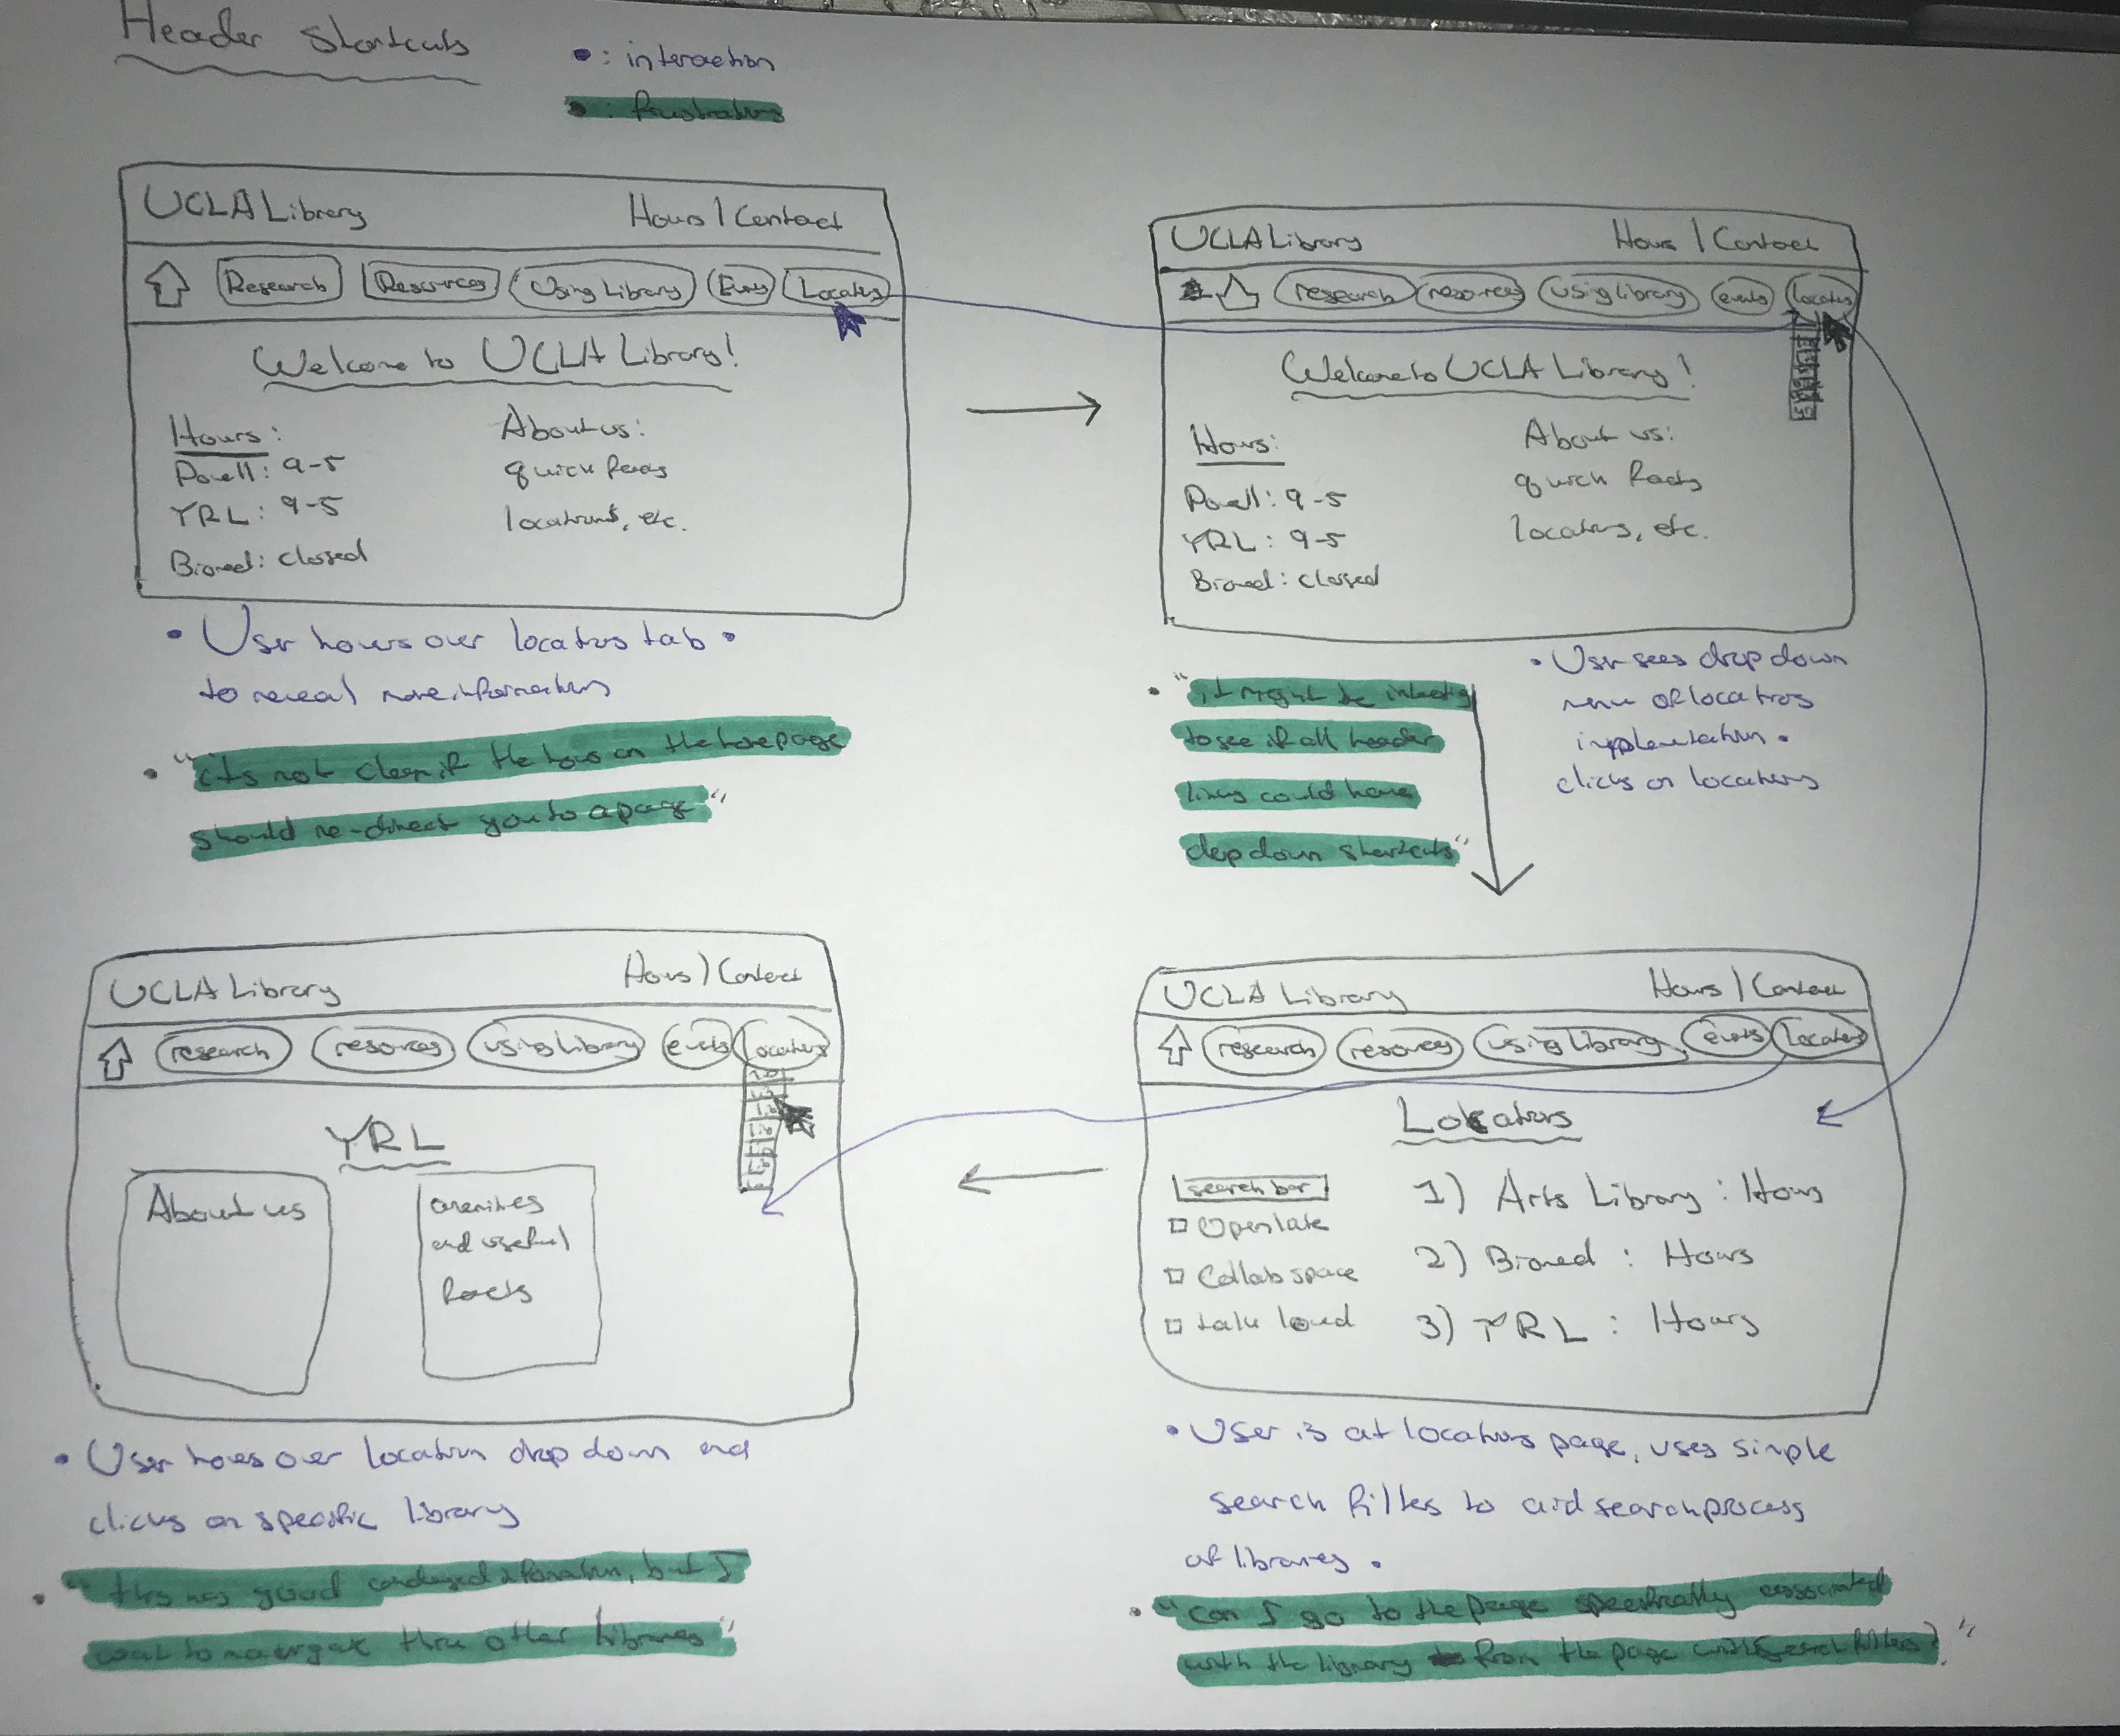 Header Shortcuts
• : interaction
• : frustrations
UCLA Library Hours | Contact
Research Resources Using Library Events Locations
Welcome to UCLA Library!
Hours: About us:
Powell: 9-5 quick facts
YRL: 9-5 locations, etc.
Biomed: closed
• User hovers over locations tab •
to reveal more information
• "its not clear if the hours on the homepage
should re-direct you to a page"
UCLA Library Hours | Contact
research resources using library events locations
Welcome to UCLA Library!
Hours: About us:
Powell: 9-5 quick facts
YRL: 9-5 locations, etc.
Biomed: closed
• "it might be interesting
to see if all header
links could have
drop down shortcuts"
• User sees drop down
menu of locations
implementation •
clicks on locations
UCLA Library Hours | Contact
research resources using library events locations
YRL
About us
amenities
and useful
facts
• User hovers over location drop down and
clicks on specific library
• "this has good condensed information, but I
want to navigate thru other libraries"
UCLA Library Hours | Contact
research resources using library events locations
Locations
search bar
Open late
Collab space
talk loud
1) Arts Library : Hours
2) Biomed : Hours
3) YRL : Hours
• User is at locations page, uses simple
search filters to aid search process
of libraries •
• "can I go to the page specifically associated
with the library from the page with search filters?"